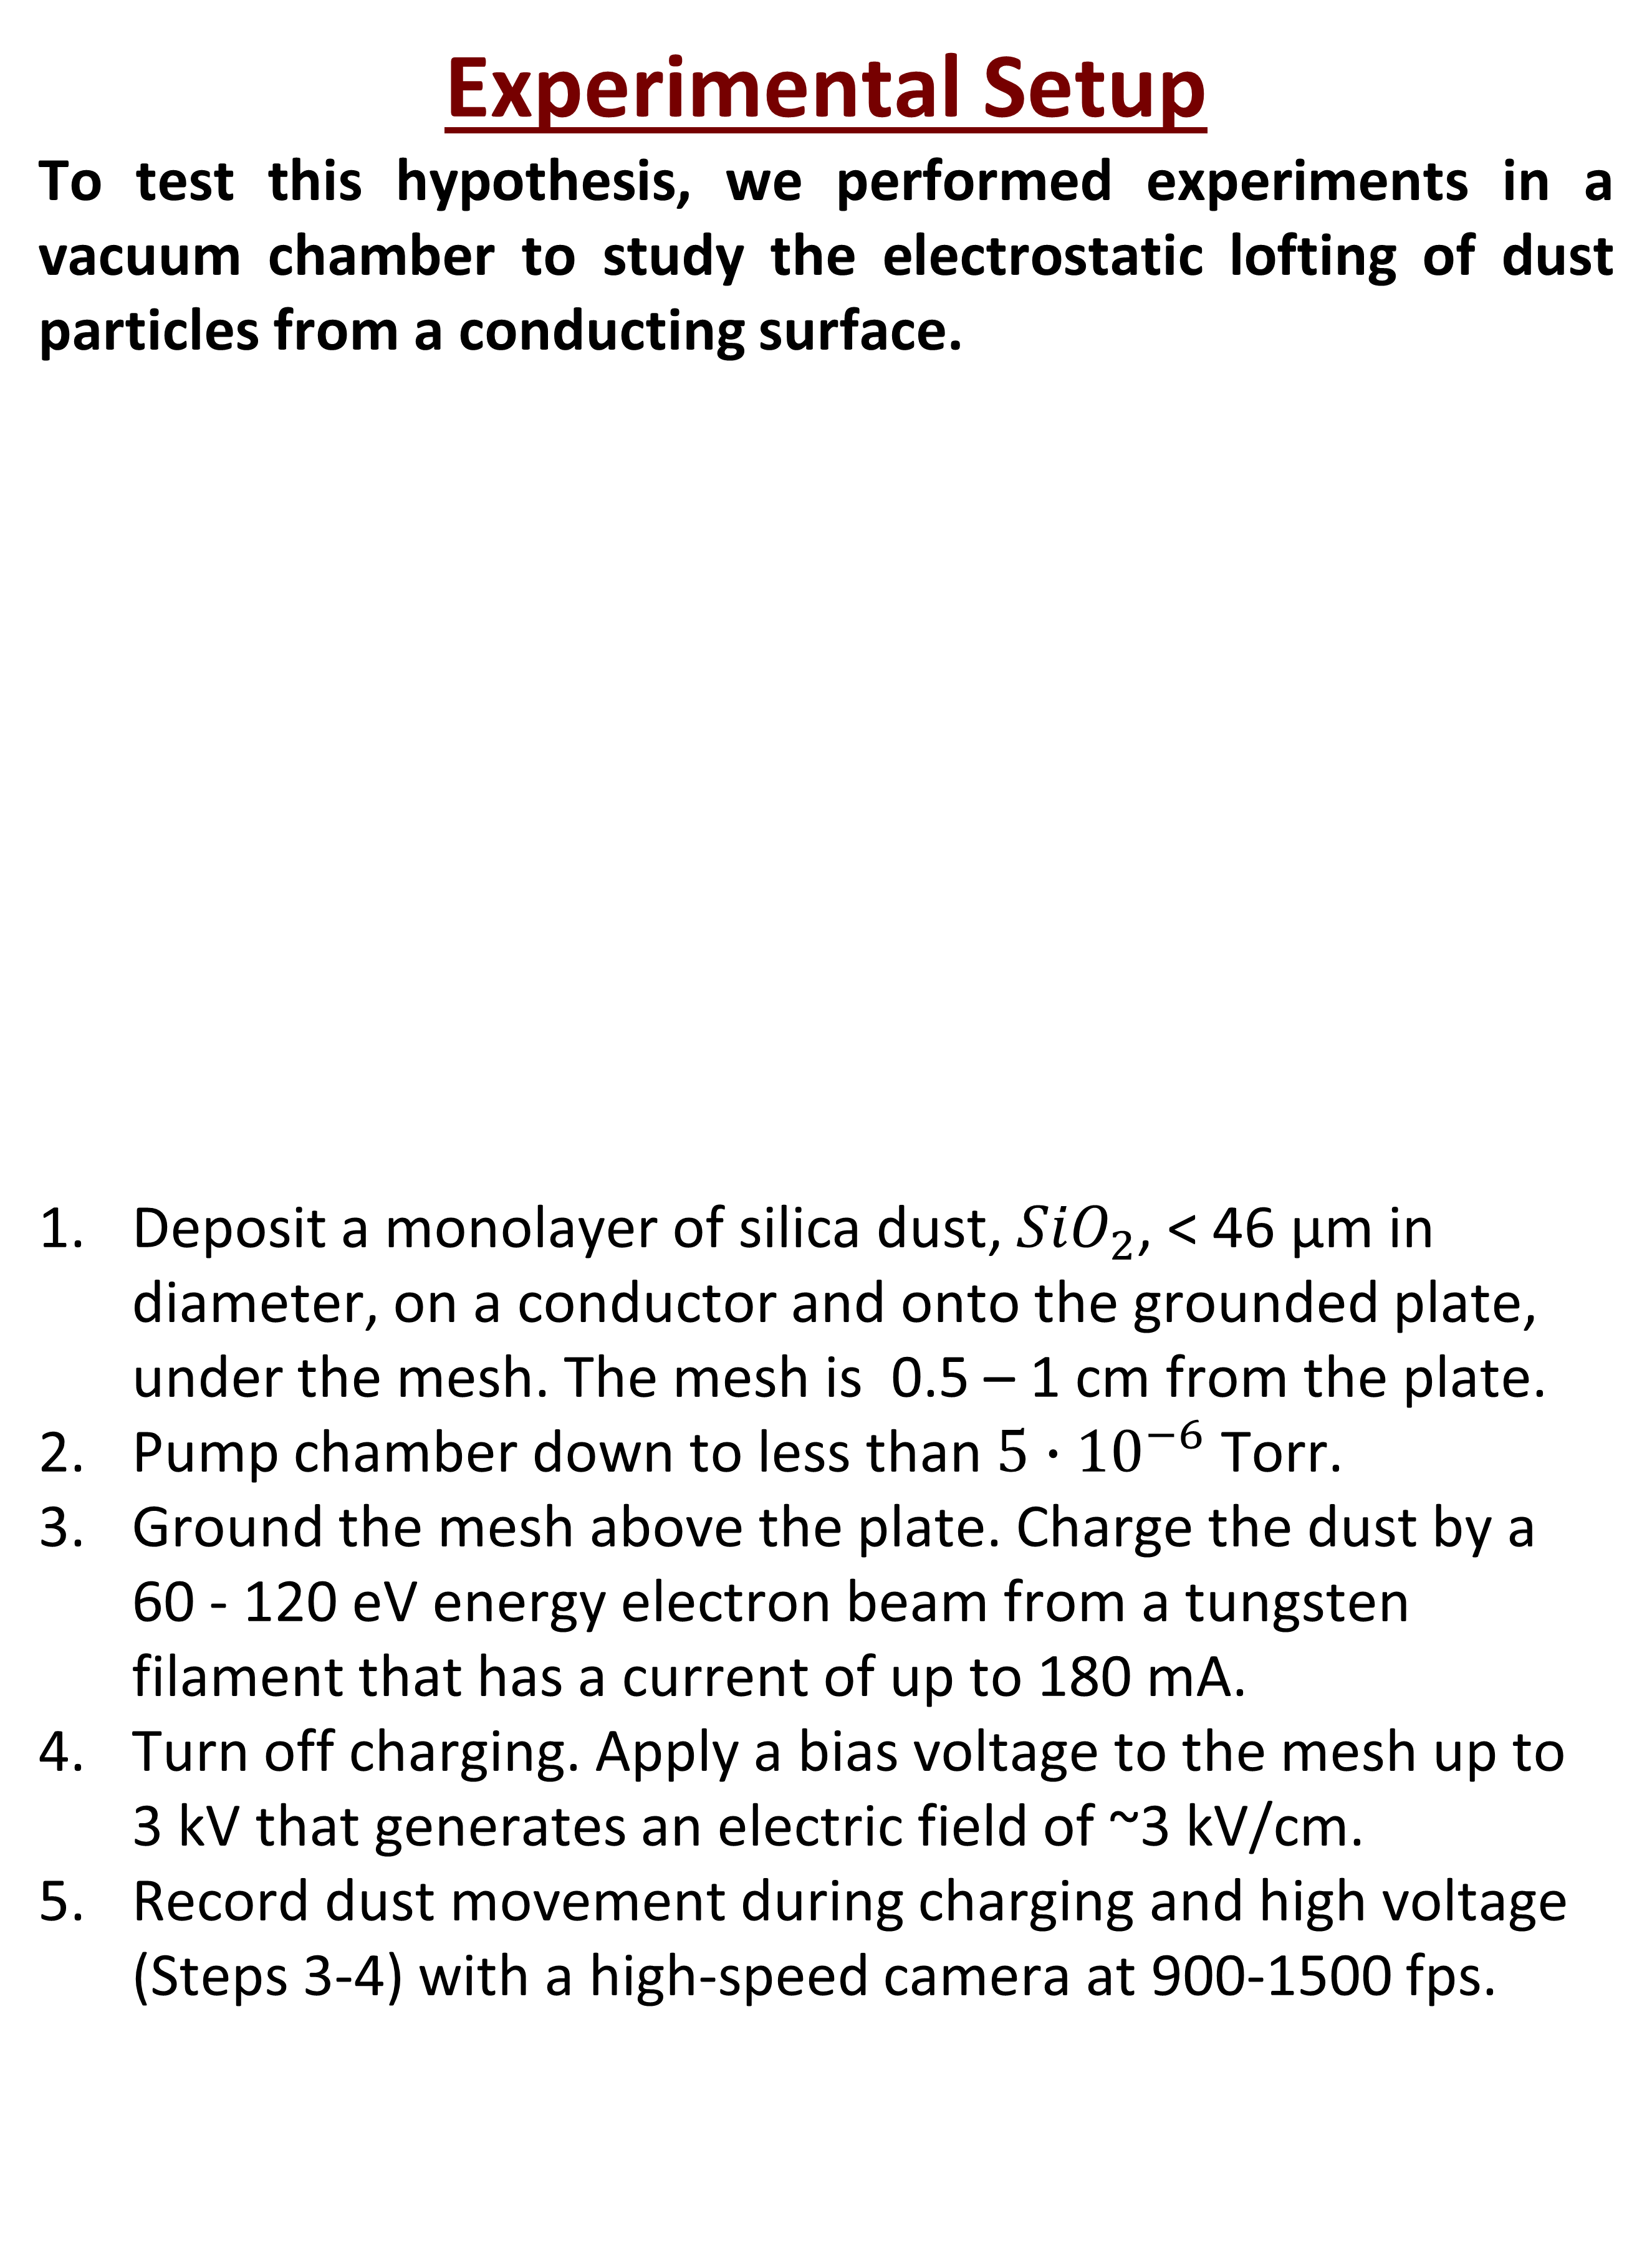 Experimental Setup
To test this hypothesis, we performed experiments in a
vacuum chamber to study the electrostatic lofting of dust
particles from a conducting surface.
1. Deposit a monolayer of silica dust, 𝑆𝑖𝑂₂, < 46 μm in
diameter, on a conductor and onto the grounded plate,
under the mesh. The mesh is  0.5 – 1 cm from the plate.
2. Pump chamber down to less than 5 · 10⁻⁶ Torr.
3. Ground the mesh above the plate. Charge the dust by a
60 - 120 eV energy electron beam from a tungsten
filament that has a current of up to 180 mA.
4. Turn off charging. Apply a bias voltage to the mesh up to
3 kV that generates an electric field of ~3 kV/cm.
5. Record dust movement during charging and high voltage
(Steps 3-4) with a high-speed camera at 900-1500 fps.